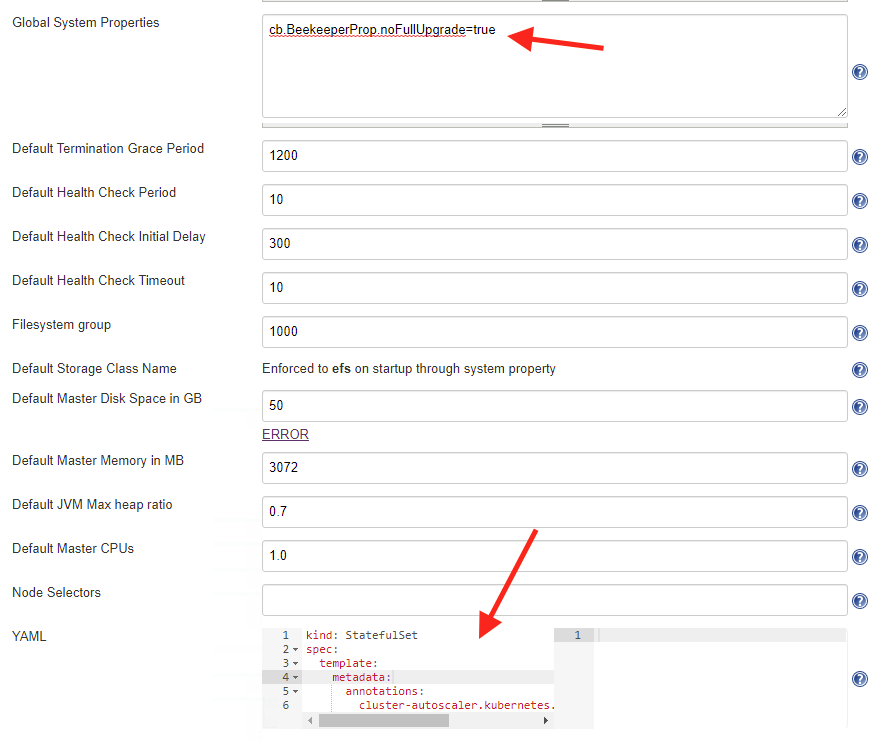 Global System Properties
cb.BeekeeperProp.noFullUpgrade=true
Default Termination Grace Period
1200
Default Health Check Period
10
Default Health Check Initial Delay
300
Default Health Check Timeout
10
Filesystem group
1000
Default Storage Class Name
Enforced to efs on startup through system property
Default Master Disk Space in GB
50
ERROR
Default Master Memory in MB
3072
Default JVM Max heap ratio
0.7
Default Master CPUs
1.0
Node Selectors
YAML
1 kind: StatefulSet
2 spec:
3 template:
4 metadata:
5 annotations:
6 cluster-autoscaler.kubernetes.
1